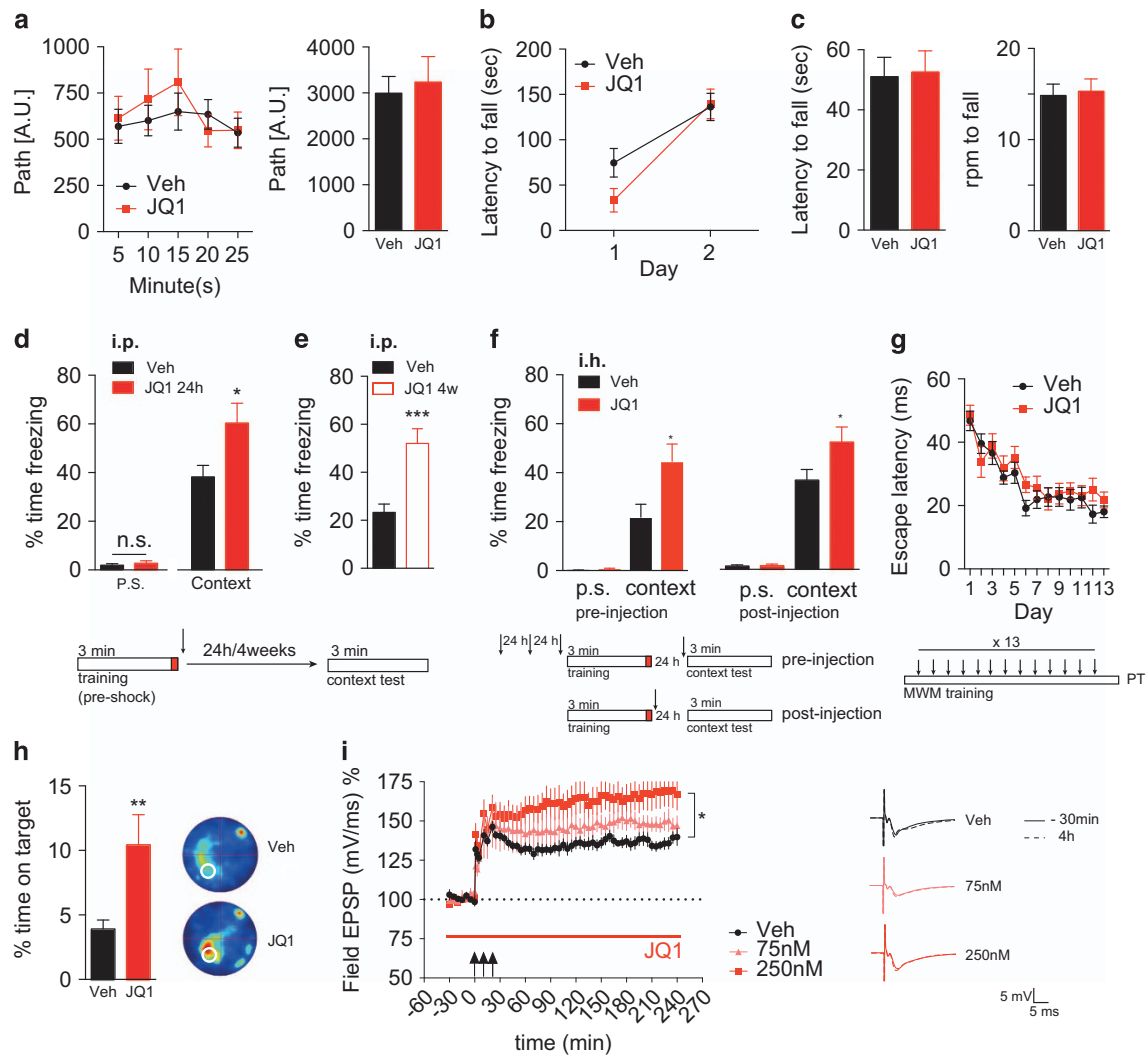 a
1000
750
500
250
0
Path [A.U.]
Veh
JQ1
5 10 15 20 25
Minute(s)
4000
3000
2000
1000
0
Path [A.U.]
Veh JQ1
b
200
150
100
50
0
Latency to fall (sec)
Veh
JQ1
1 2
Day
c
60
40
20
0
Latency to fall (sec)
Veh JQ1
20
15
10
5
0
rpm to fall
Veh JQ1
d
i.p.
Veh
JQ1 24h
80
60
40
20
0
% time freezing
n.s.
*
P.S. Context
e
i.p.
Veh
JQ1 4w
80
60
40
20
0
% time freezing
***
f
i.h.
Veh
JQ1
80
60
40
20
0
% time freezing
*
*
p.s. context
pre-injection
p.s. context
post-injection
g
Veh
JQ1
60
40
20
0
Escape latency (ms)
1 3 5 7 9 11 13
Day
3 min
training
(pre-shock)
24h/4weeks
3 min
context test
24 h 24 h
3 min
training
24 h
3 min
context test
pre-injection
3 min
training
24 h
3 min
context test
post-injection
x 13
MWM training
PT
h
15
10
5
0
% time on target
**
Veh JQ1
Veh
JQ1
i
175
150
125
100
75
50
Field EPSP (mV/ms) %
*
JQ1
-60 -30 0 30 60 90 120 150 180 210 240 270
time (min)
Veh
75nM
250nM
Veh
- 30min
4h
75nM
250nM
5 mV
5 ms